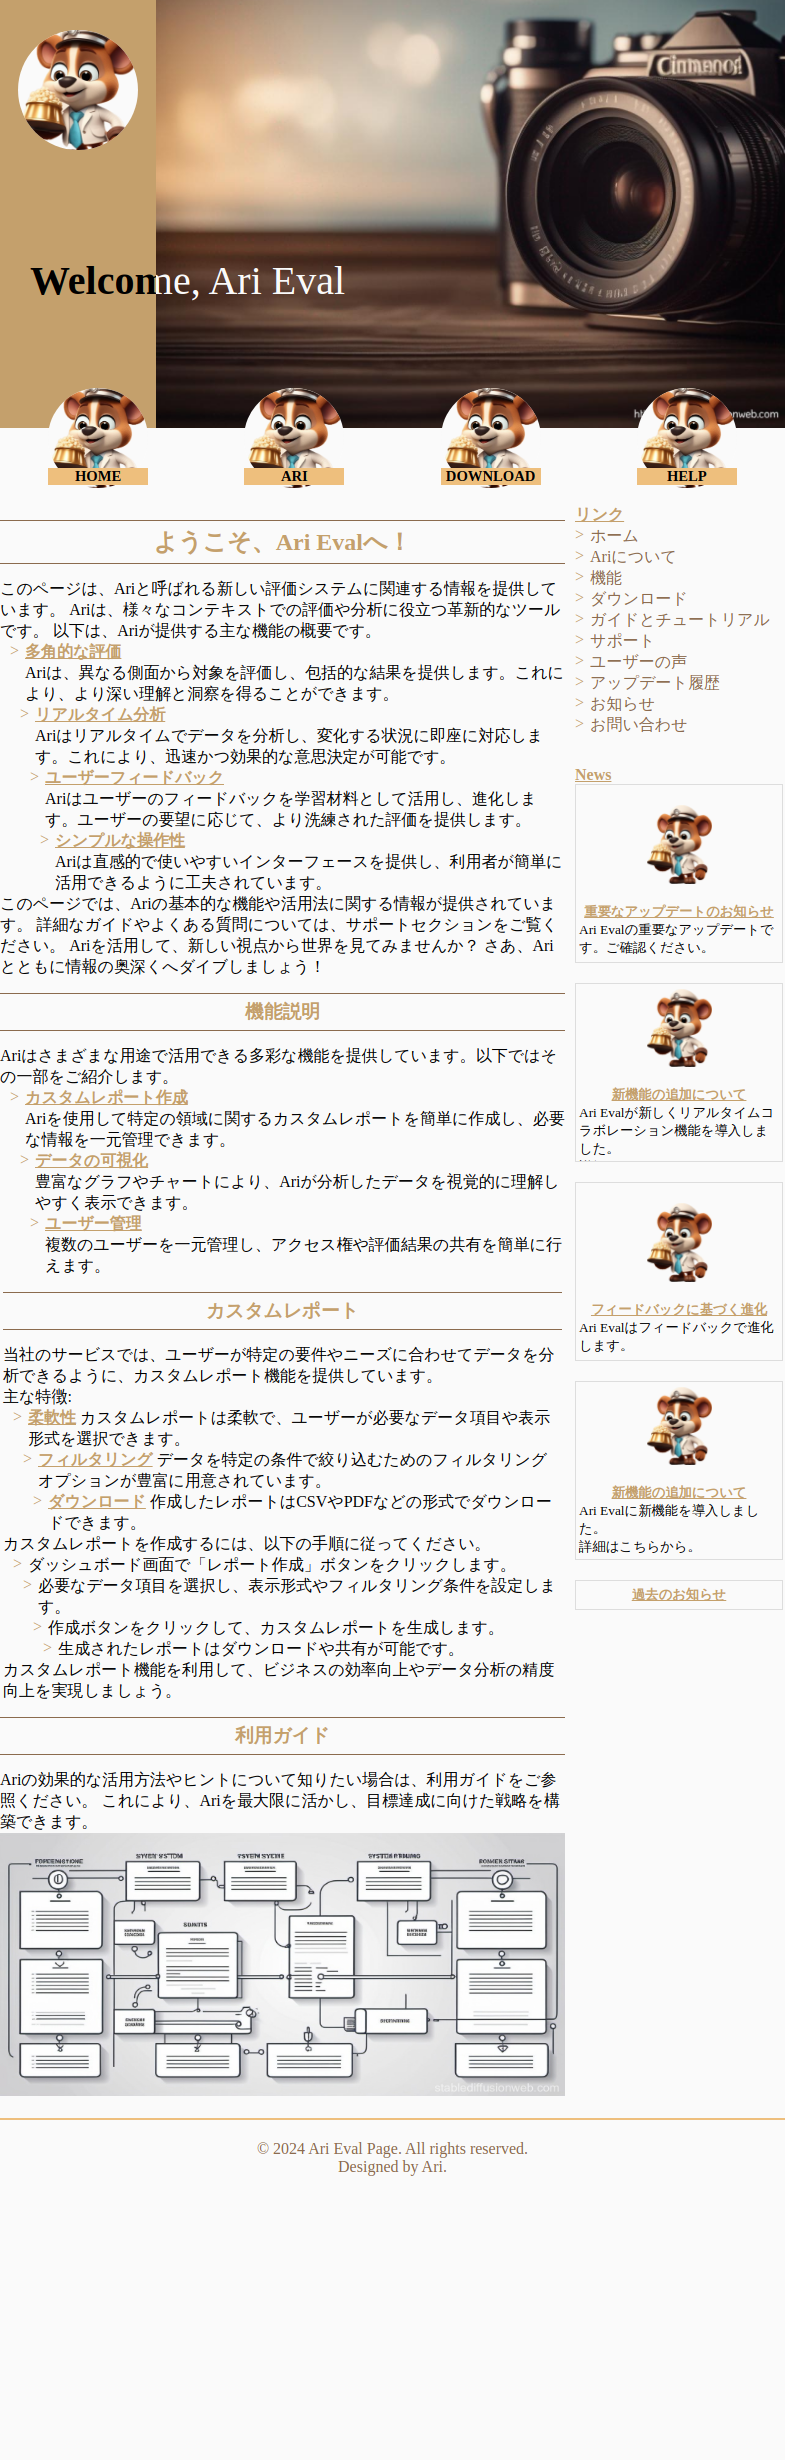 Cinmanod
Welcome, Ari Eval
HOME
ARI
DOWNLOAD
HELP
ようこそ、Ari Evalへ！
このページは、Ariと呼ばれる新しい評価システムに関連する情報を提供して
います。 Ariは、様々なコンテキストでの評価や分析に役立つ革新的なツール
です。 以下は、Ariが提供する主な機能の概要です。
> 多角的な評価
Ariは、異なる側面から対象を評価し、包括的な結果を提供します。これに
より、より深い理解と洞察を得ることができます。
> リアルタイム分析
Ariはリアルタイムでデータを分析し、変化する状況に即座に対応しま
す。これにより、迅速かつ効果的な意思決定が可能です。
> ユーザーフィードバック
Ariはユーザーのフィードバックを学習材料として活用し、進化しま
す。ユーザーの要望に応じて、より洗練された評価を提供します。
> シンプルな操作性
Ariは直感的で使いやすいインターフェースを提供し、利用者が簡単に
活用できるように工夫されています。
このページでは、Ariの基本的な機能や活用法に関する情報が提供されていま
す。 詳細なガイドやよくある質問については、サポートセクションをご覧く
ださい。 Ariを活用して、新しい視点から世界を見てみませんか？ さあ、Ari
とともに情報の奥深くへダイブしましょう！
機能説明
Ariはさまざまな用途で活用できる多彩な機能を提供しています。以下ではそ
の一部をご紹介します。
> カスタムレポート作成
Ariを使用して特定の領域に関するカスタムレポートを簡単に作成し、必要
な情報を一元管理できます。
> データの可視化
豊富なグラフやチャートにより、Ariが分析したデータを視覚的に理解し
やすく表示できます。
> ユーザー管理
複数のユーザーを一元管理し、アクセス権や評価結果の共有を簡単に行
えます。
カスタムレポート
当社のサービスでは、ユーザーが特定の要件やニーズに合わせてデータを分
析できるように、カスタムレポート機能を提供しています。
主な特徴:
> 柔軟性 カスタムレポートは柔軟で、ユーザーが必要なデータ項目や表示
形式を選択できます。
> フィルタリング データを特定の条件で絞り込むためのフィルタリング
オプションが豊富に用意されています。
> ダウンロード 作成したレポートはCSVやPDFなどの形式でダウンロー
ドできます。
カスタムレポートを作成するには、以下の手順に従ってください。
> ダッシュボード画面で「レポート作成」ボタンをクリックします。
> 必要なデータ項目を選択し、表示形式やフィルタリング条件を設定しま
す。
> 作成ボタンをクリックして、カスタムレポートを生成します。
> 生成されたレポートはダウンロードや共有が可能です。
カスタムレポート機能を利用して、ビジネスの効率向上やデータ分析の精度
向上を実現しましょう。
利用ガイド
Ariの効果的な活用方法やヒントについて知りたい場合は、利用ガイドをご参
照ください。 これにより、Ariを最大限に活かし、目標達成に向けた戦略を構
築できます。
stablediffusionweb.com
リンク
> ホーム
> Ariについて
> 機能
> ダウンロード
> ガイドとチュートリアル
> サポート
> ユーザーの声
> アップデート履歴
> お知らせ
> お問い合わせ
News
重要なアップデートのお知らせ
Ari Evalの重要なアップデートで
す。ご確認ください。
新機能の追加について
Ari Evalが新しくリアルタイムコ
ラボレーション機能を導入しま
した。
フィードバックに基づく進化
Ari Evalはフィードバックで進化
します。
新機能の追加について
Ari Evalに新機能を導入しまし
た。
詳細はこちらから。
過去のお知らせ
© 2024 Ari Eval Page. All rights reserved.
Designed by Ari.